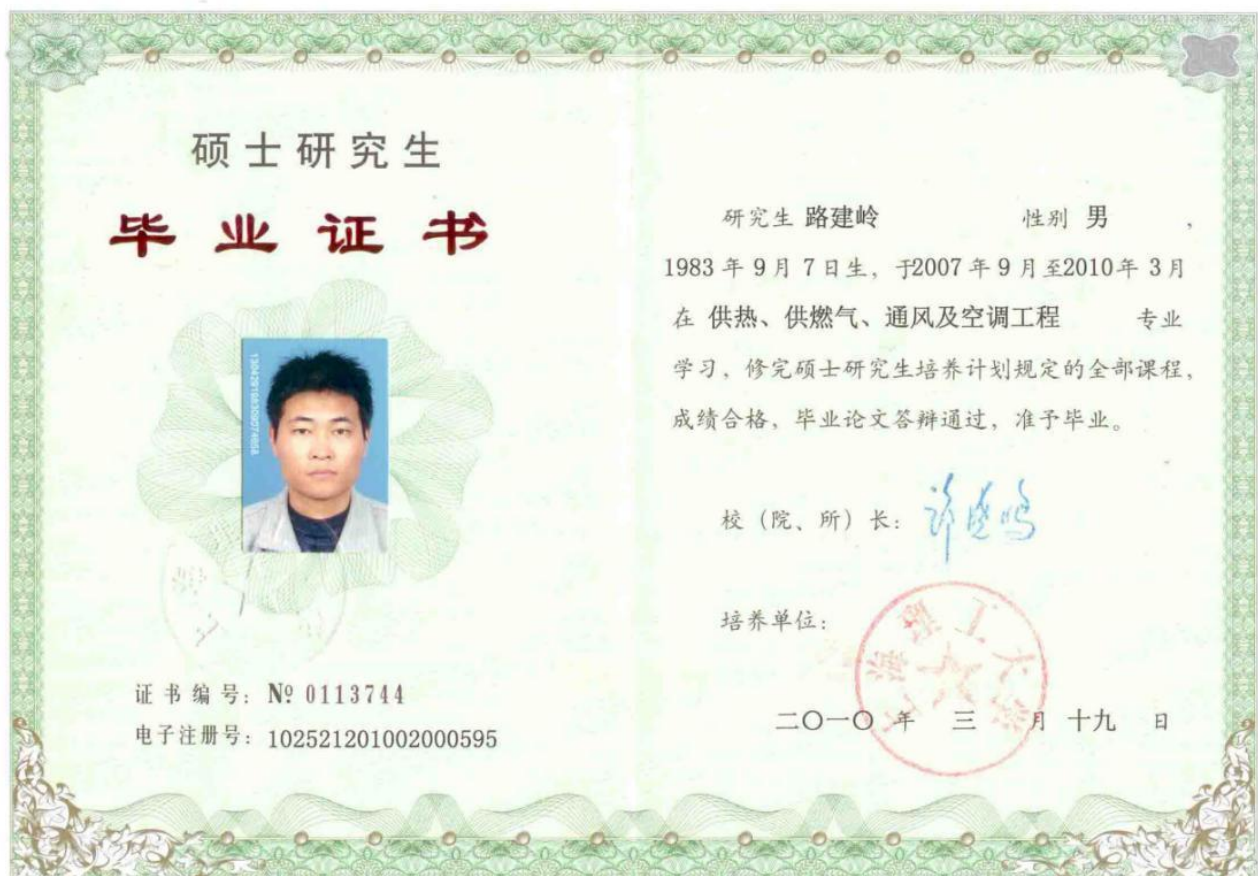 硕士研究生
毕业证书
证书编号：№ 0113744
电子注册号：102521201002000595
研究生 路建岭 性别 男 ，
1983 年 9 月 7 日生，于2007 年 9 月至2010 年 3 月
在 供热、供燃气、通风及空调工程 专业
学习，修完硕士研究生培养计划规定的全部课程，
成绩合格，毕业论文答辩通过，准予毕业。
校（院、所）长：
培养单位：
上海理工大学
二〇一〇 年 三 月 十九 日